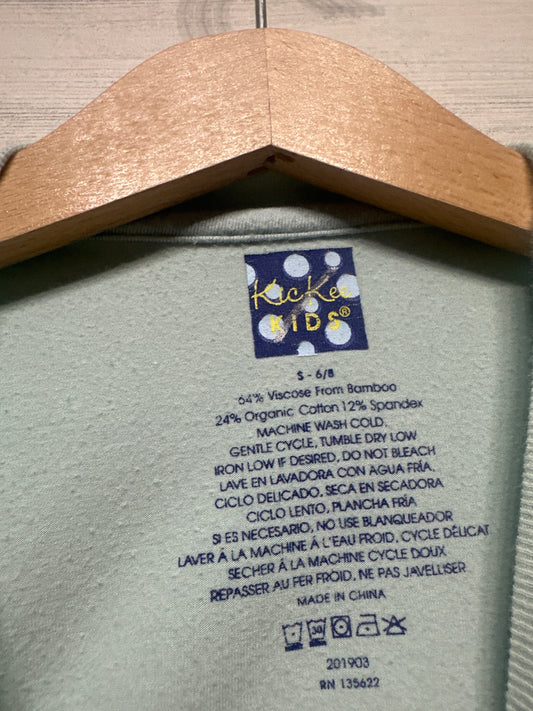 KicKee
KIDS®
S - 6/8
64% Viscose From Bamboo
24% Organic Cotton 12% Spandex
MACHINE WASH COLD,
GENTLE CYCLE, TUMBLE DRY LOW
IRON LOW IF DESIRED, DO NOT BLEACH
LAVE EN LAVADORA CON AGUA FRÍA,
CICLO DELICADO, SECA EN SECADORA
CICLO LENTO, PLANCHA FRÍA
SI ES NECESARIO, NO USE BLANQUEADOR
LAVER Á LA MACHINE Á L'EAU FROID, CYCLE DÉLICAT
SECHER Á LA MACHINE CYCLE DOUX
REPASSER AU FER FROID, NE PAS JAVELLISER
MADE IN CHINA
30
201903
RN 135622